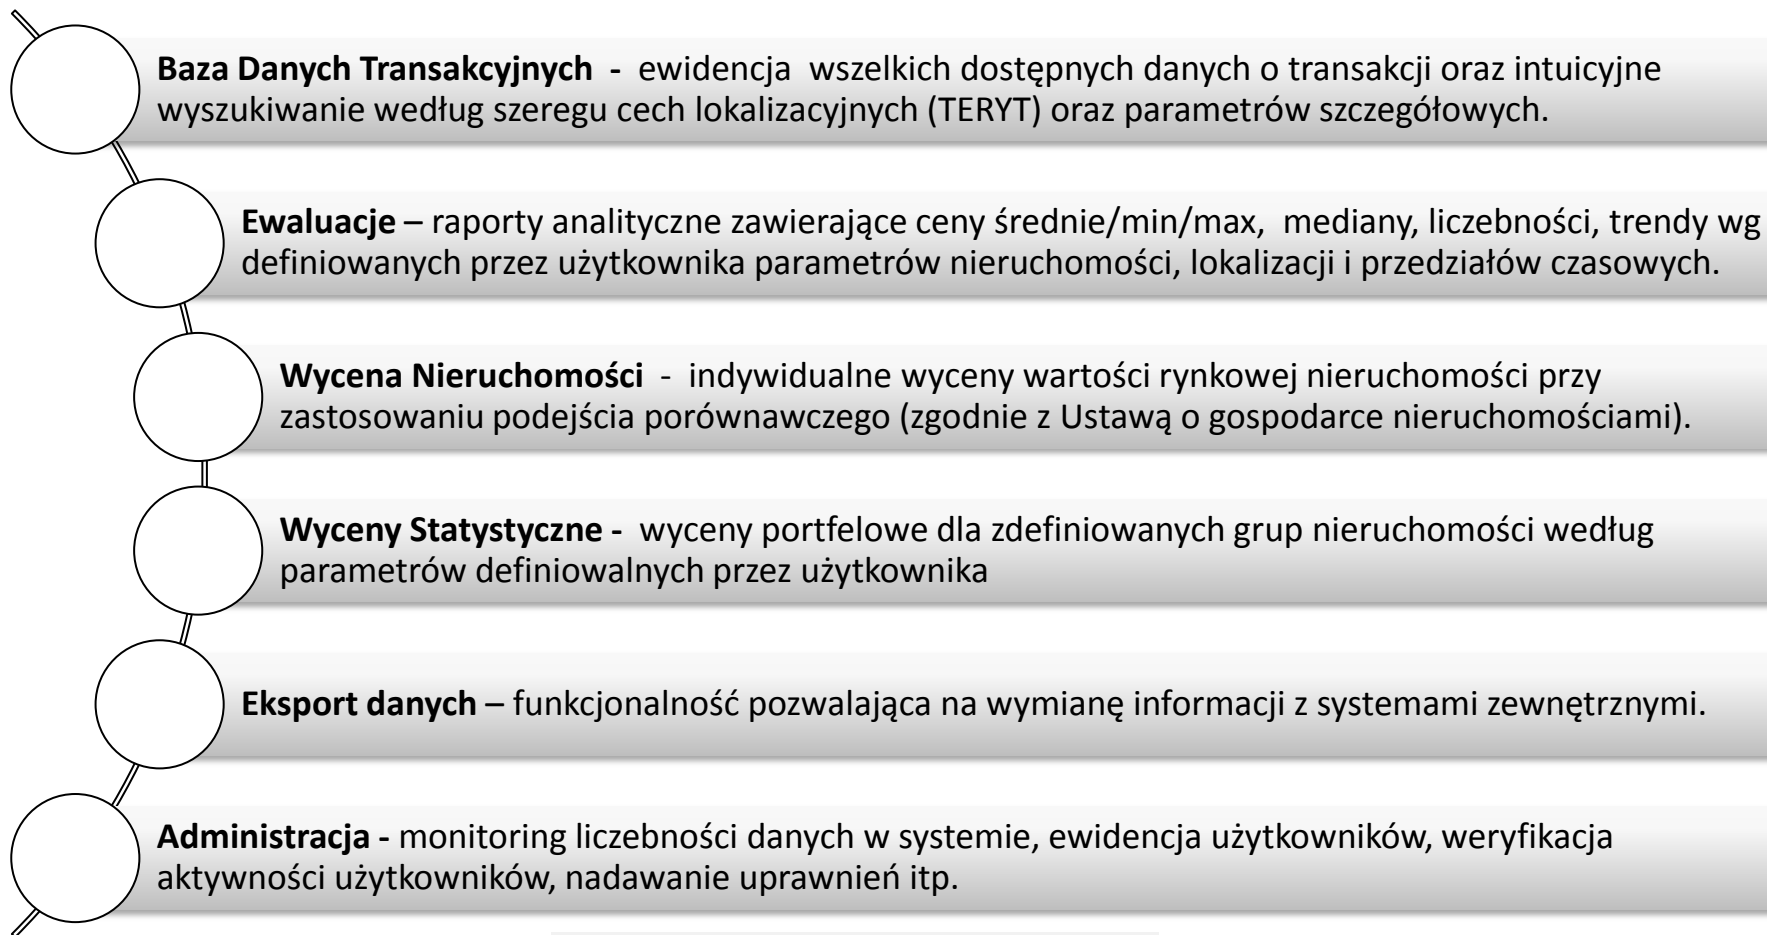 Baza Danych Transakcyjnych - ewidencja wszelkich dostępnych danych o transakcji oraz intuicyjne
wyszukiwanie według szeregu cech lokalizacyjnych (TERYT) oraz parametrów szczegółowych.
Ewaluacje – raporty analityczne zawierające ceny średnie/min/max, mediany, liczebności, trendy wg
definiowanych przez użytkownika parametrów nieruchomości, lokalizacji i przedziałów czasowych.
Wycena Nieruchomości - indywidualne wyceny wartości rynkowej nieruchomości przy
zastosowaniu podejścia porównawczego (zgodnie z Ustawą o gospodarce nieruchomościami).
Wyceny Statystyczne - wyceny portfelowe dla zdefiniowanych grup nieruchomości według
parametrów definiowalnych przez użytkownika
Eksport danych – funkcjonalność pozwalająca na wymianę informacji z systemami zewnętrznymi.
Administracja - monitoring liczebności danych w systemie, ewidencja użytkowników, weryfikacja
aktywności użytkowników, nadawanie uprawnień itp.